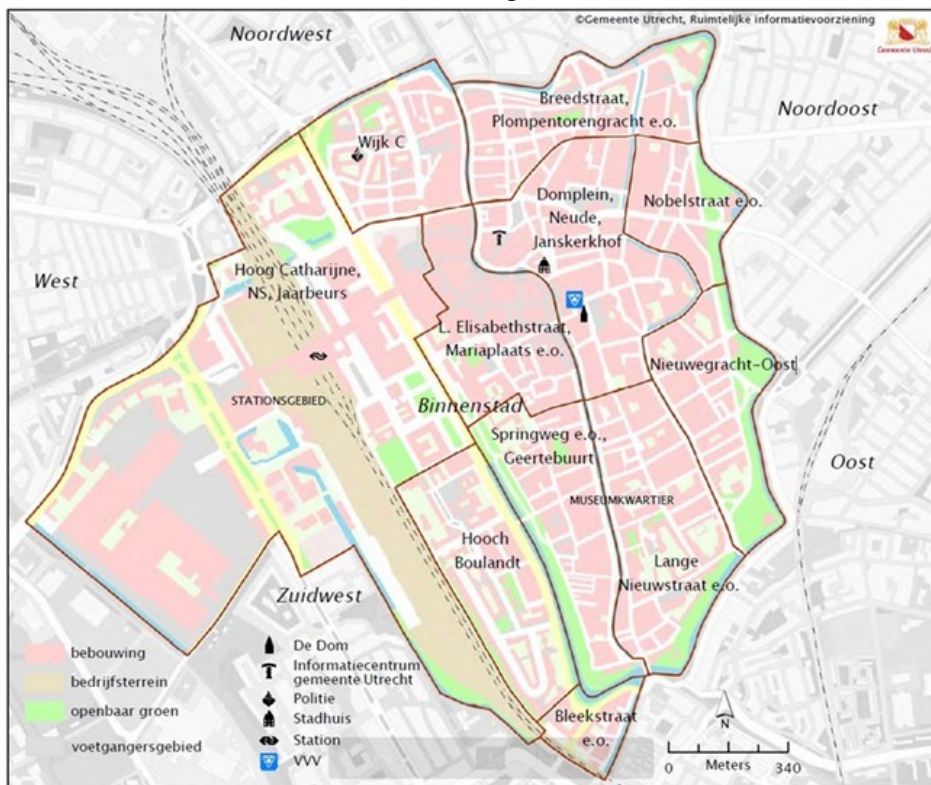 ©Gemeente Utrecht, Ruimtelijke informatievoorziening
Gemeente Utrecht
Noordwest
Noordoost
Breedstraat,
Plompentorengracht e.o.
Wijk C
Domplein,
Neude,
Janskerkhof
Nobelstraat e.o.
West
Hoog Catharijne,
NS, Jaarbeurs
L. Elisabethstraat,
Mariaplaats e.o.
Nieuwegracht-Oost
STATIONSGEBIED
Binnenstad
Springweg e.o.,
Geertebuurt
Oost
MUSEUMKWARTIER
Hooch
Boulandt
Lange
Nieuwstraat e.o.
Zuidwest
bebouwing
bedrijfsterrein
openbaar groen
voetgangersgebied
De Dom
Informatiecentrum
gemeente Utrecht
Politie
Stadhuis
Station
VVV
Bleekstraat
e.o.
N
0 Meters 340